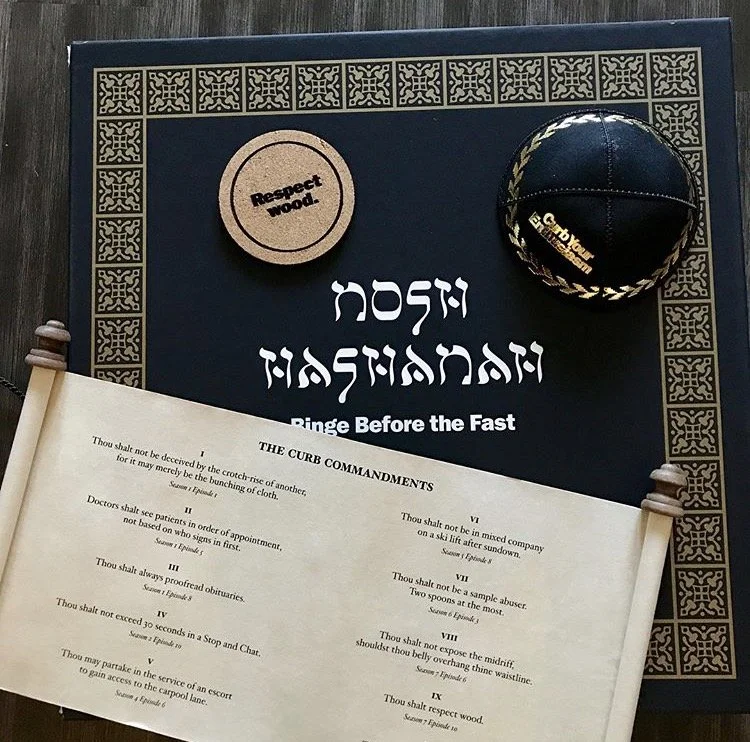 Respect
wood.
Curb Your
Enthusiasm
NOSH
HASHANAH
Binge Before the Fast
THE CURB COMMANDMENTS
I
Thou shalt not be deceived by the crotch-rise of another,
for it may merely be the bunching of cloth.
Season 1 Episode 1
II
Doctors shalt see patients in order of appointment,
not based on who signs in first.
Season 1 Episode 5
III
Thou shalt always proofread obituaries.
Season 1 Episode 8
IV
Thou shalt not exceed 30 seconds in a Stop and Chat.
Season 2 Episode 10
V
Thou may partake in the service of an escort
to gain access to the carpool lane.
Season 4 Episode 6
VI
Thou shalt not be in mixed company
on a ski lift after sundown.
Season 5 Episode 8
VII
Thou shalt not be a sample abuser.
Two spoons at the most.
Season 6 Episode 3
VIII
Thou shalt not expose the midriff,
shouldst thou belly overhang thine waistline.
Season 7 Episode 6
IX
Thou shalt respect wood.
Season 7 Episode 10